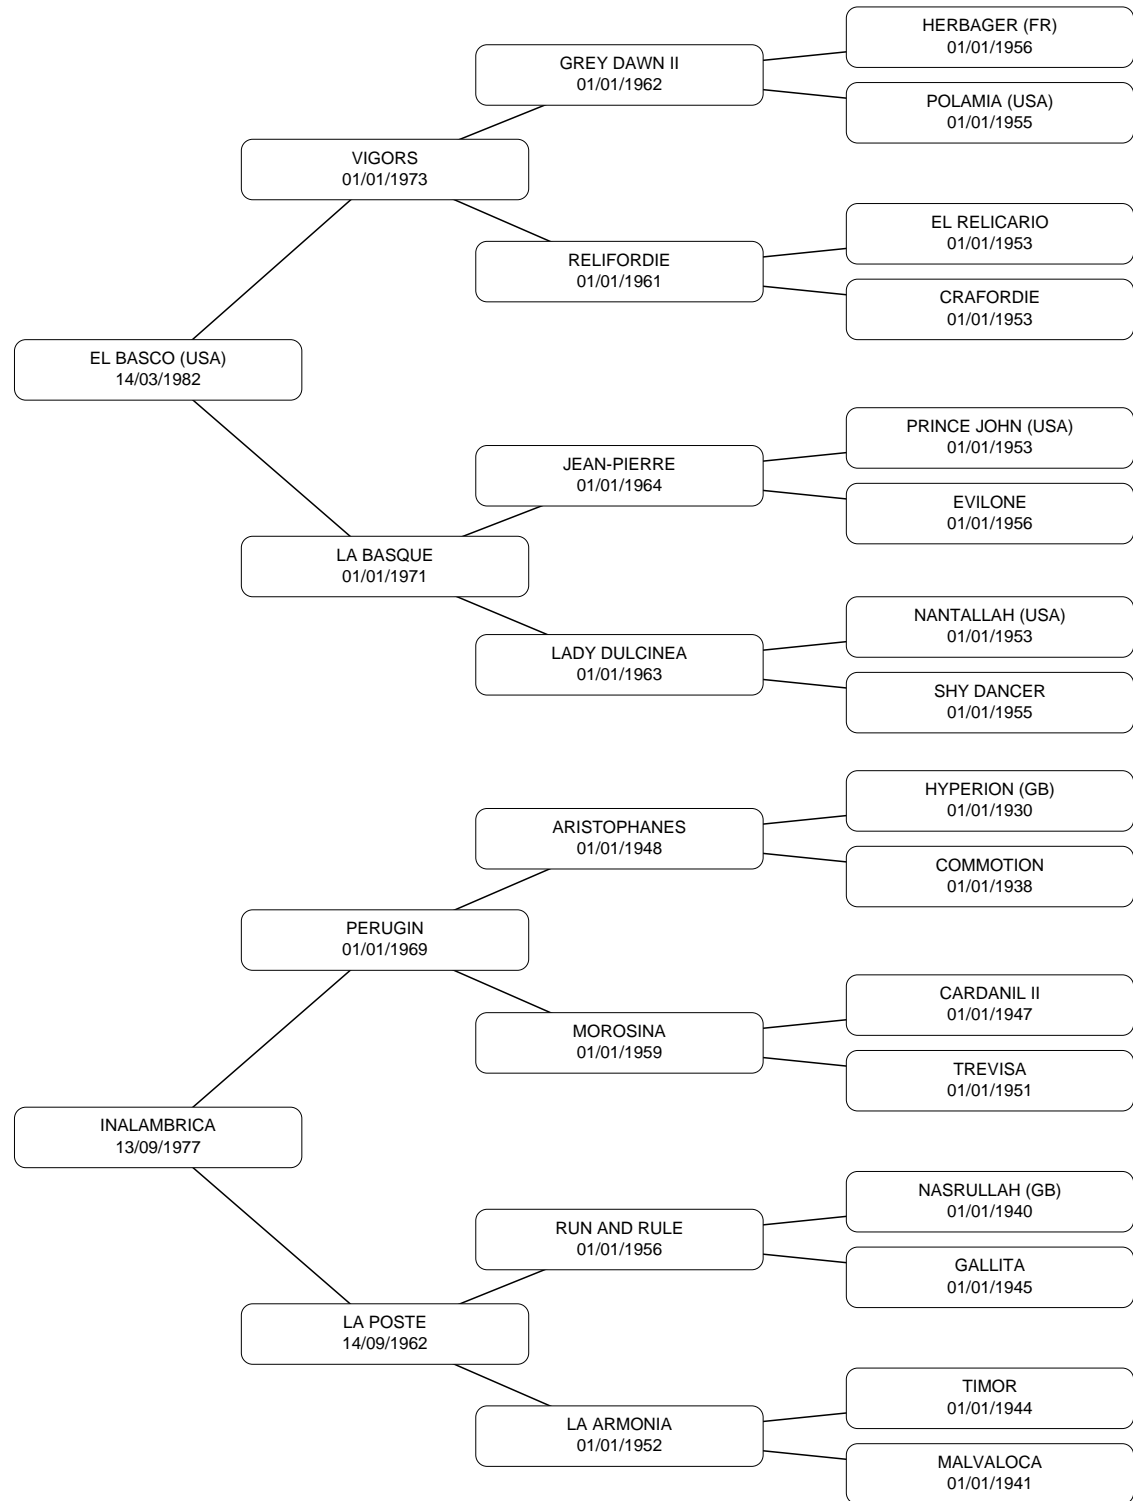 HERBAGER (FR)
01/01/1956
GREY DAWN II
01/01/1962
POLAMIA (USA)
01/01/1955
VIGORS
01/01/1973
EL RELICARIO
01/01/1953
RELIFORDIE
01/01/1961
CRAFORDIE
01/01/1953
EL BASCO (USA)
14/03/1982
PRINCE JOHN (USA)
01/01/1953
JEAN-PIERRE
01/01/1964
EVILONE
01/01/1956
LA BASQUE
01/01/1971
NANTALLAH (USA)
01/01/1953
LADY DULCINEA
01/01/1963
SHY DANCER
01/01/1955
HYPERION (GB)
01/01/1930
ARISTOPHANES
01/01/1948
COMMOTION
01/01/1938
PERUGIN
01/01/1969
CARDANIL II
01/01/1947
MOROSINA
01/01/1959
TREVISA
01/01/1951
INALAMBRICA
13/09/1977
NASRULLAH (GB)
01/01/1940
RUN AND RULE
01/01/1956
GALLITA
01/01/1945
LA POSTE
14/09/1962
TIMOR
01/01/1944
LA ARMONIA
01/01/1952
MALVALOCA
01/01/1941